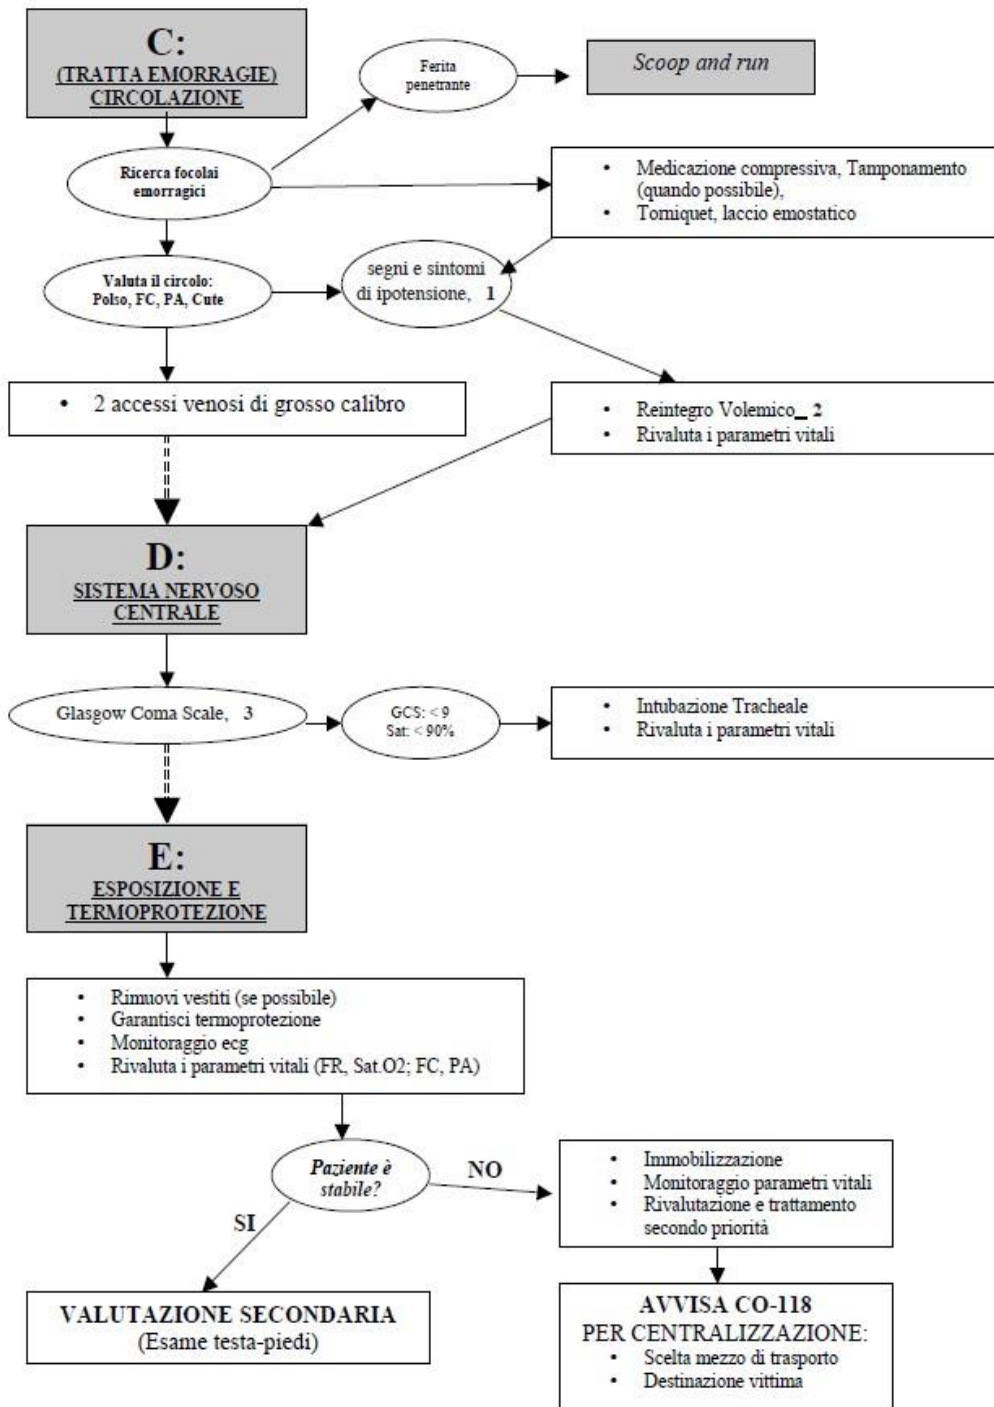 C:
(TRATTA EMORRAGIE)
CIRCOLAZIONE
Ferita
penetrante
Scoop and run
Ricerca focolai
emorragici
• Medicazione compressiva, Tamponamento
(quando possibile),
• Torniquet, laccio emostatico
Valuta il circolo:
Polso, FC, PA, Cute
segni e sintomi
di ipotensione, 1
• 2 accessi venosi di grosso calibro
• Reintegro Volemico_ 2
• Rivaluta i parametri vitali
D:
SISTEMA NERVOSO
CENTRALE
Glasgow Coma Scale, 3
GCS: < 9
Sat: < 90%
• Intubazione Tracheale
• Rivaluta i parametri vitali
E:
ESPOSIZIONE E
TERMOPROTEZIONE
• Rimuovi vestiti (se possibile)
• Garantisci termoprotezione
• Monitoraggio ecg
• Rivaluta i parametri vitali (FR, Sat.O2; FC, PA)
Paziente è
stabile?
NO
SI
• Immobilizzazione
• Monitoraggio parametri vitali
• Rivalutazione e trattamento
secondo priorità
VALUTAZIONE SECONDARIA
(Esame testa-piedi)
AVVISA CO-118
PER CENTRALIZZAZIONE:
• Scelta mezzo di trasporto
• Destinazione vittima